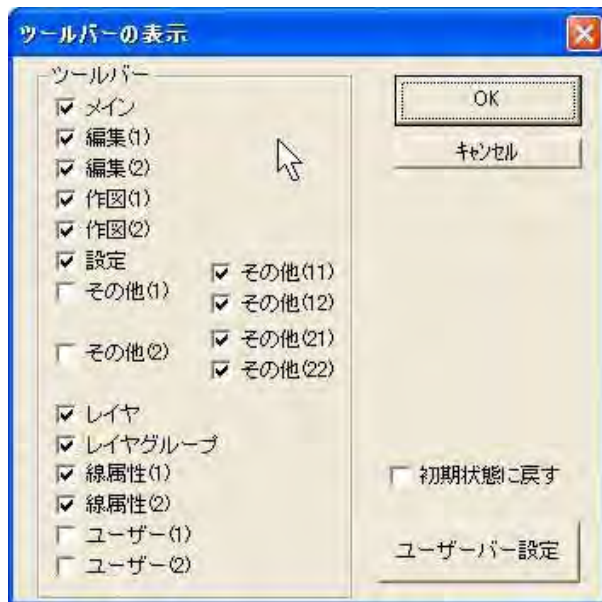 ツールバーの表示
ツールバー
メイン
編集(1)
編集(2)
作図(1)
作図(2)
設定
その他(1)
その他(11)
その他(12)
その他(2)
その他(21)
その他(22)
レイヤ
レイヤグループ
線属性(1)
線属性(2)
ユーザー(1)
ユーザー(2)
OK
キャンセル
初期状態に戻す
ユーザーバー設定